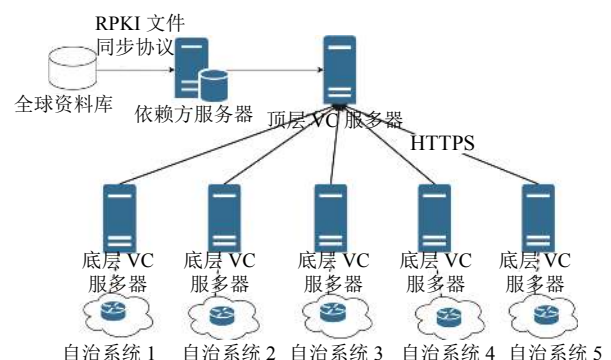 RPKI 文件
同步协议
全球资料库
依赖方服务器
顶层 VC 服务器
HTTPS
底层 VC
服务器
底层 VC
服务器
底层 VC
服务器
底层 VC
服务器
底层 VC
服务器
自治系统 1
自治系统 2
自治系统 3
自治系统 4
自治系统 5